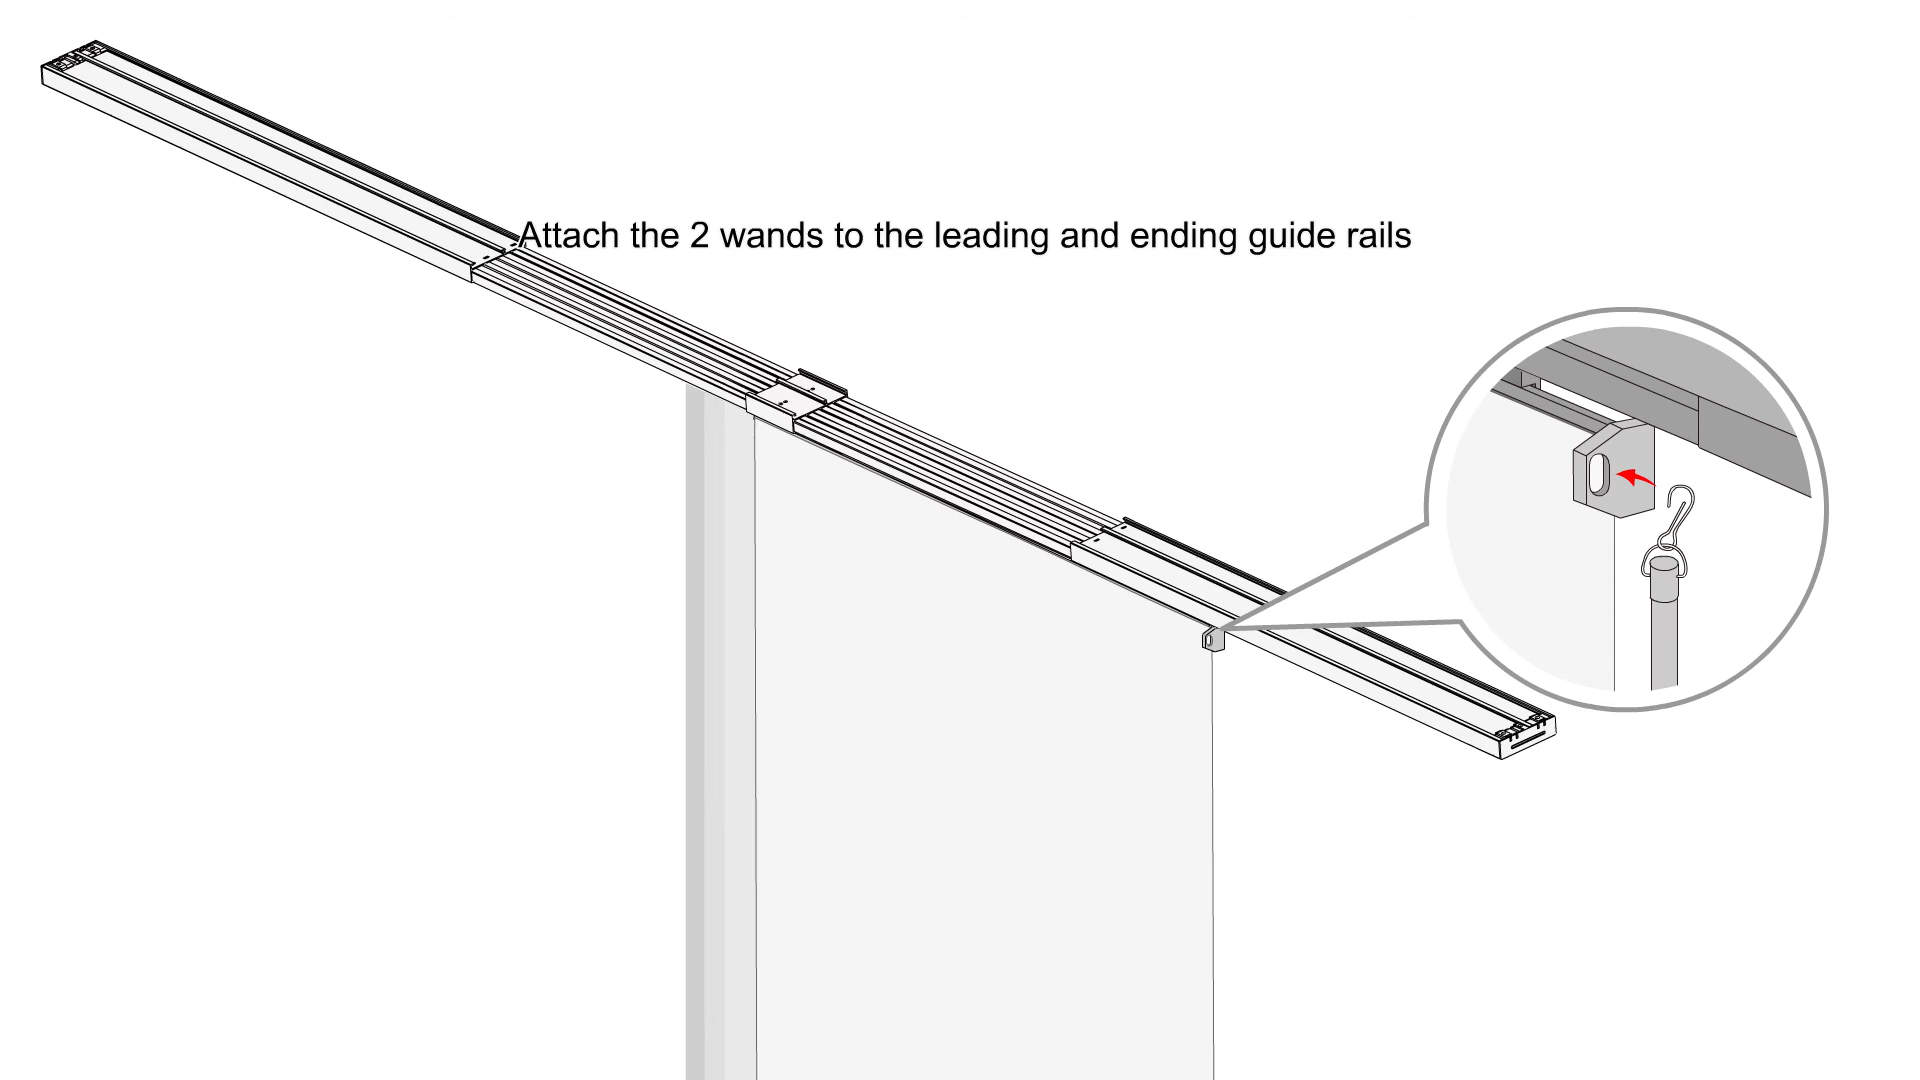 Attach the 2 wands to the leading and ending guide rails